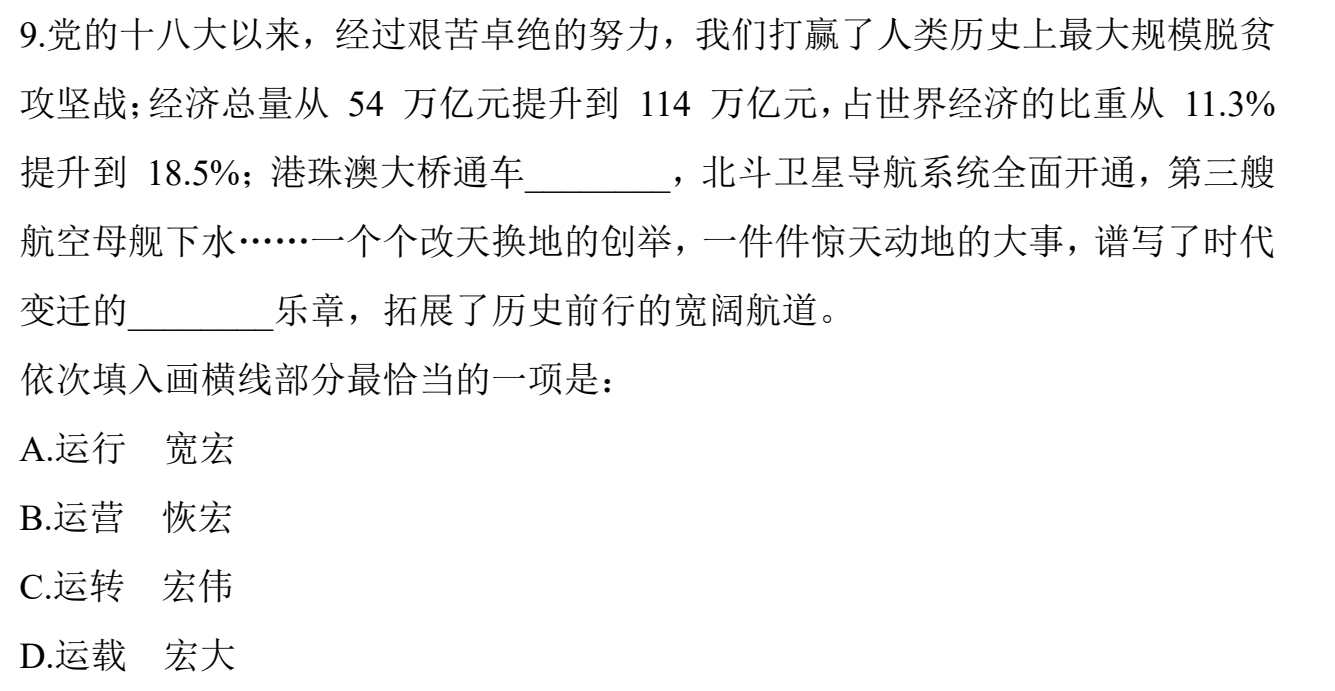 9.党的十八大以来，经过艰苦卓绝的努力，我们打赢了人类历史上最大规模脱贫
攻坚战；经济总量从 54 万亿元提升到 114 万亿元，占世界经济的比重从 11.3%
提升到 18.5%；港珠澳大桥通车________，北斗卫星导航系统全面开通，第三艘
航空母舰下水……一个个改天换地的创举，一件件惊天动地的大事，谱写了时代
变迁的________乐章，拓展了历史前行的宽阔航道。
依次填入画横线部分最恰当的一项是：
A.运行 宽宏
B.运营 恢宏
C.运转 宏伟
D.运载 宏大